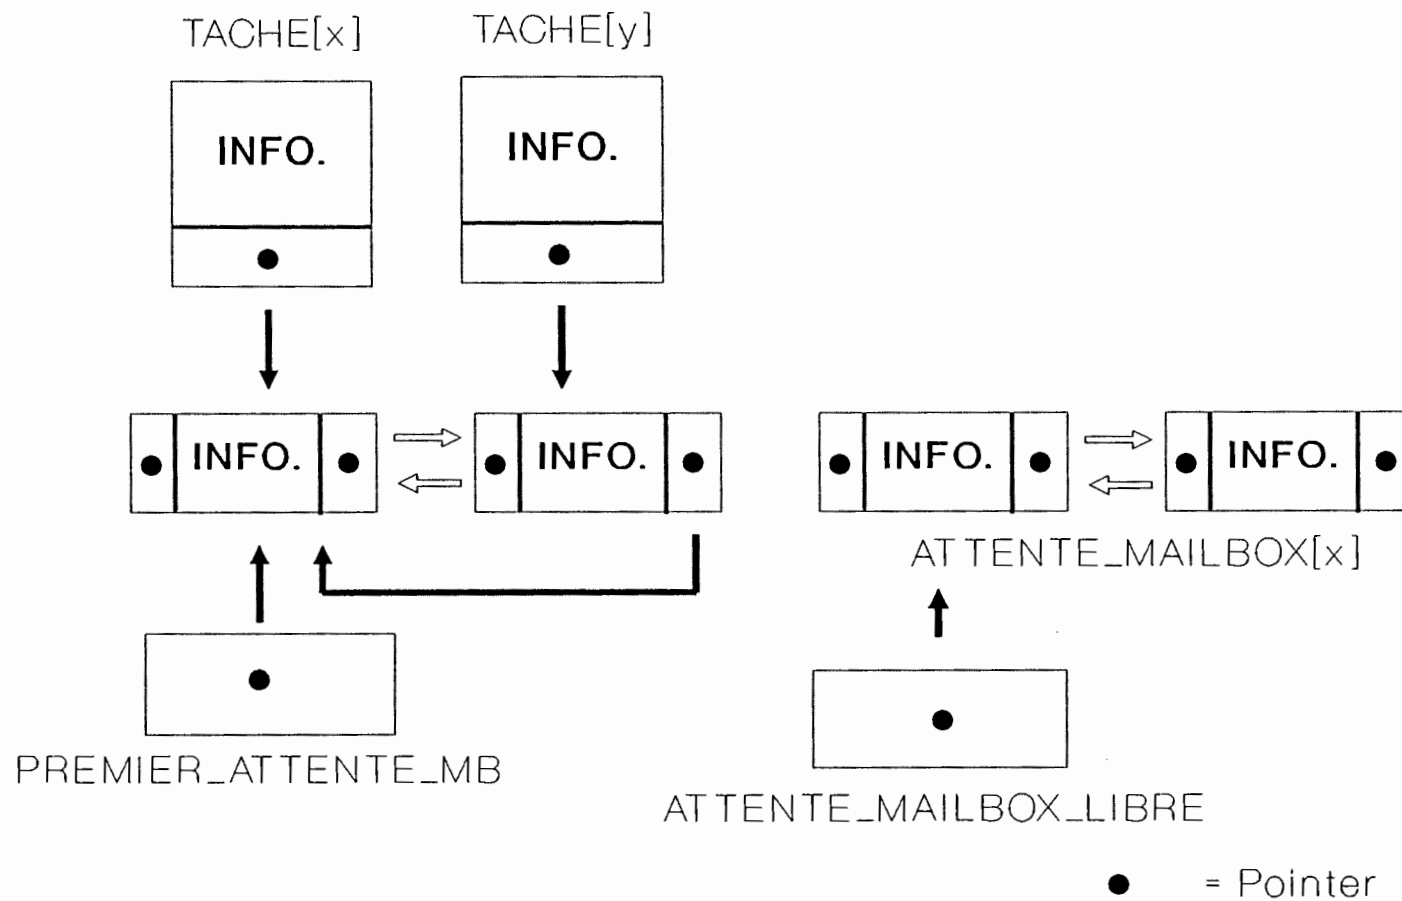 TACHE[x] TACHE[y]
INFO. INFO.
INFO. INFO. INFO. INFO.
ATTENTE_MAILBOX[x]
PREMIER_ATTENTE_MB
ATTENTE_MAILBOX_LIBRE
= Pointer